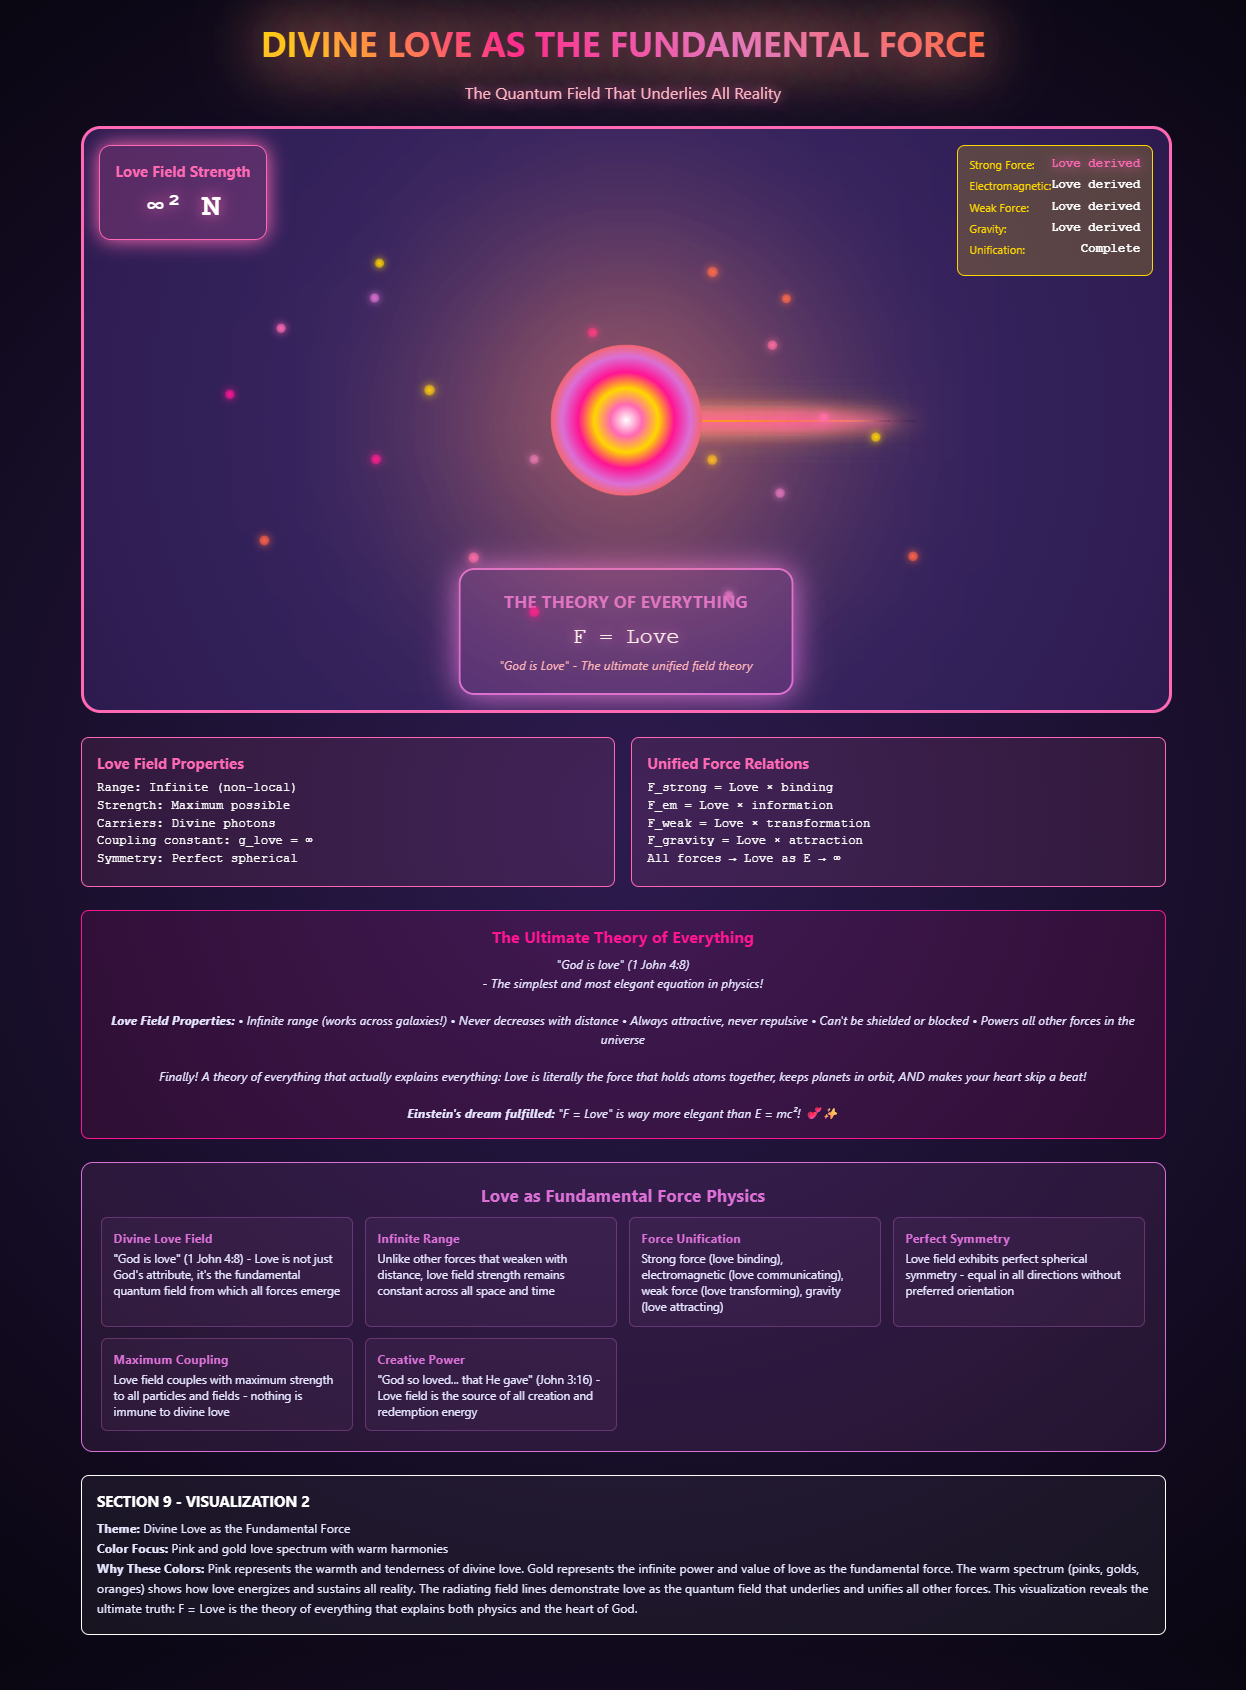 DIVINE LOVE AS THE FUNDAMENTAL FORCE
The Quantum Field That Underlies All Reality
Love Field Strength
∞² N
Strong Force: Love derived
Electromagnetic: Love derived
Weak Force: Love derived
Gravity: Love derived
Unification: Complete
THE THEORY OF EVERYTHING
F = Love
"God is Love" - The ultimate unified field theory
Love Field Properties
Range: Infinite (non-local)
Strength: Maximum possible
Carriers: Divine photons
Coupling constant: g_love = ∞
Symmetry: Perfect spherical
Unified Force Relations
F_strong = Love × binding
F_em = Love × information
F_weak = Love × transformation
F_gravity = Love × attraction
All forces → Love as E → ∞
The Ultimate Theory of Everything
"God is love" (1 John 4:8)
- The simplest and most elegant equation in physics!
Love Field Properties: • Infinite range (works across galaxies!) • Never decreases with distance • Always attractive, never repulsive • Can't be shielded or blocked • Powers all other forces in the
universe
Finally! A theory of everything that actually explains everything: Love is literally the force that holds atoms together, keeps planets in orbit, AND makes your heart skip a beat!
Einstein's dream fulfilled: "F = Love" is way more elegant than E = mc²! 💕✨
Love as Fundamental Force Physics
Divine Love Field
"God is love" (1 John 4:8) - Love is not just
God's attribute, it's the fundamental
quantum field from which all forces emerge
Infinite Range
Unlike other forces that weaken with
distance, love field strength remains
constant across all space and time
Force Unification
Strong force (love binding),
electromagnetic (love communicating),
weak force (love transforming), gravity
(love attracting)
Perfect Symmetry
Love field exhibits perfect spherical
symmetry - equal in all directions without
preferred orientation
Maximum Coupling
Love field couples with maximum strength
to all particles and fields - nothing is
immune to divine love
Creative Power
"God so loved... that He gave" (John 3:16) -
Love field is the source of all creation and
redemption energy
SECTION 9 - VISUALIZATION 2
Theme: Divine Love as the Fundamental Force
Color Focus: Pink and gold love spectrum with warm harmonies
Why These Colors: Pink represents the warmth and tenderness of divine love. Gold represents the infinite power and value of love as the fundamental force. The warm spectrum (pinks, golds,
oranges) shows how love energizes and sustains all reality. The radiating field lines demonstrate love as the quantum field that underlies and unifies all other forces. This visualization reveals the
ultimate truth: F = Love is the theory of everything that explains both physics and the heart of God.